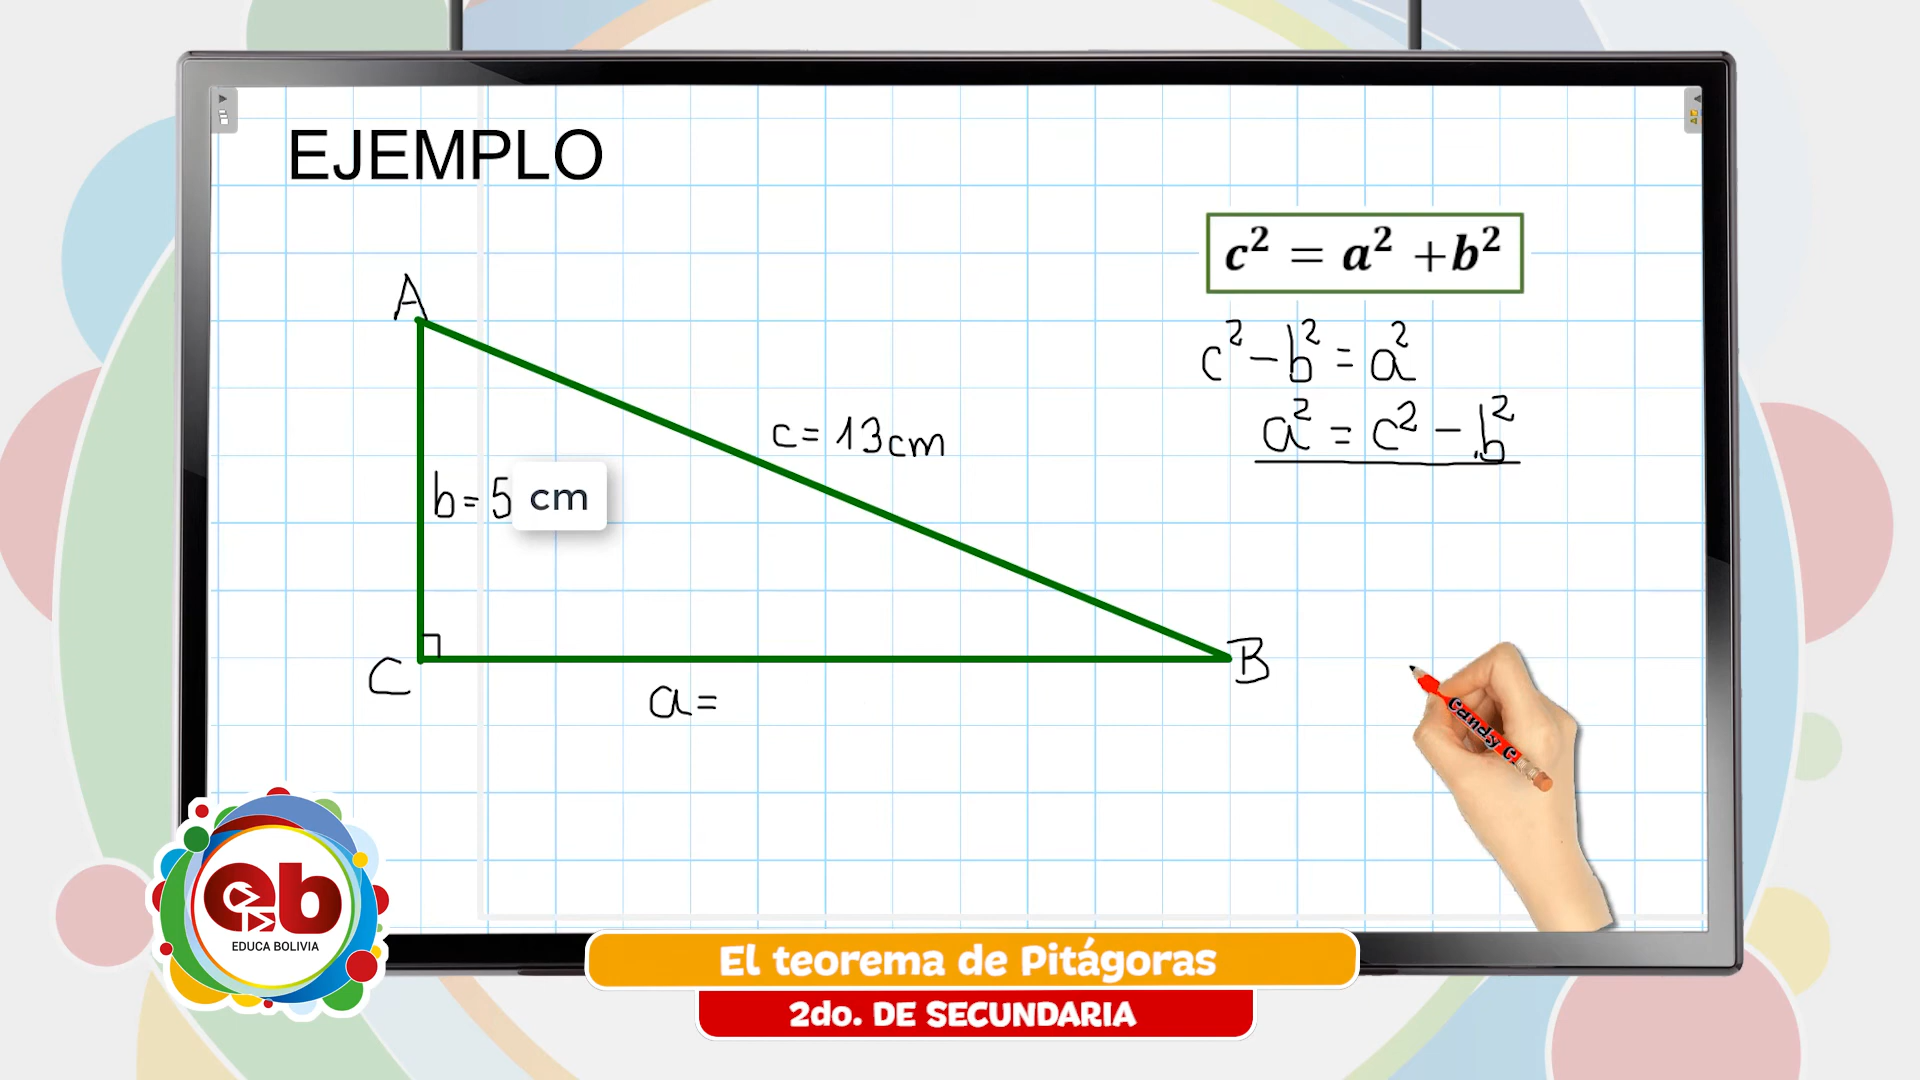 EJEMPLO
c² = a² +b²
A
c² – b² = a²
a² = c² – b²
c = 13cm
b = 5 cm
C
B
a =
Candy C.
eb
EDUCA BOLIVIA
El teorema de Pitágoras
2do. DE SECUNDARIA